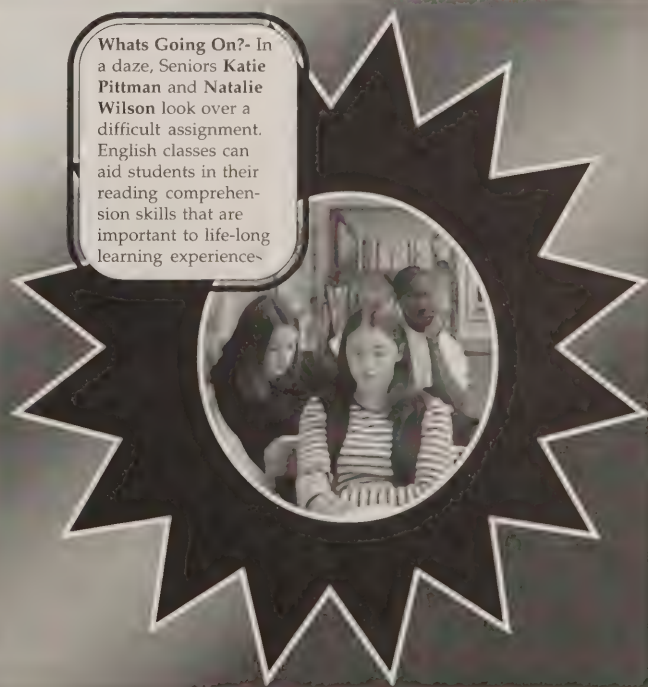 Whats Going On?- In
a daze, Seniors Katie
Pittman and Natalie
Wilson look over a
difficult assignment.
English classes can
aid students in their
reading comprehen-
sion skills that are
important to life-long
learning experience